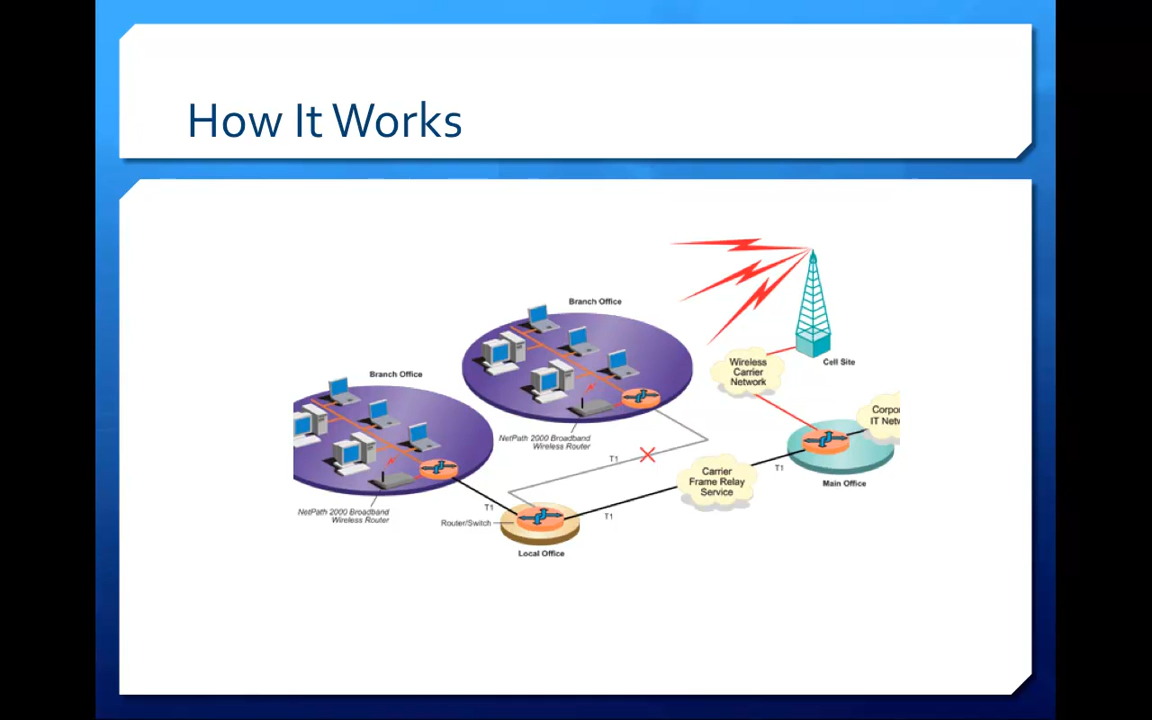 How It Works
Branch Office
Cell Site
Wireless
Carrier
Network
Branch Office
NetPath 2000 Broadband
Wireless Router
T1
Carrier
Frame Relay
Service
T1
IT
Main Office
NetPath 2000 Broadband
Wireless Router
T1
Router/Switch
T1
Local Office